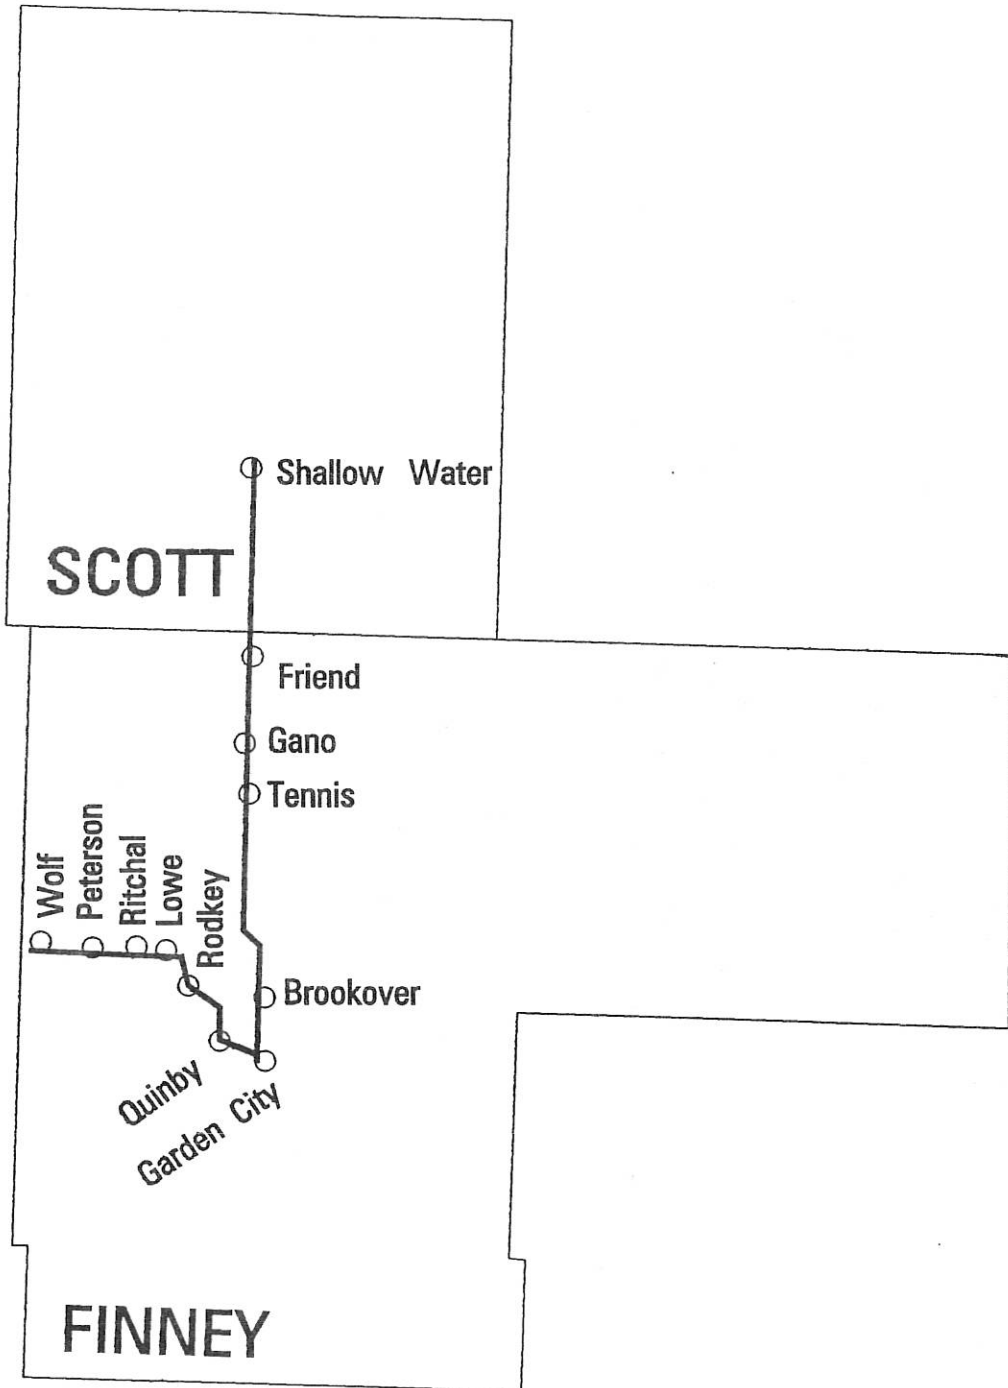 Shallow Water
SCOTT
Friend
Gano
Tennis
Wolf
Peterson
Ritchal
Lowe
Rodkey
Brookover
Quinby
Garden City
FINNEY